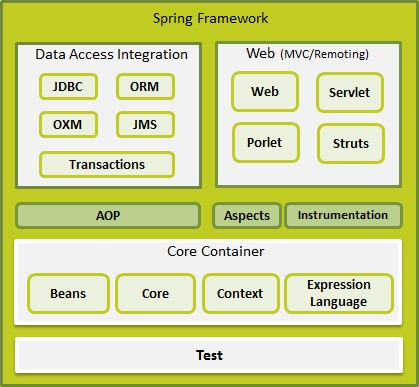 Spring Framework
Data Access Integration
JDBC
ORM
OXM
JMS
Transactions
Web (MVC/Remoting)
Web
Servlet
Porlet
Struts
AOP
Aspects
Instrumentation
Core Container
Beans
Core
Context
Expression
Language
Test